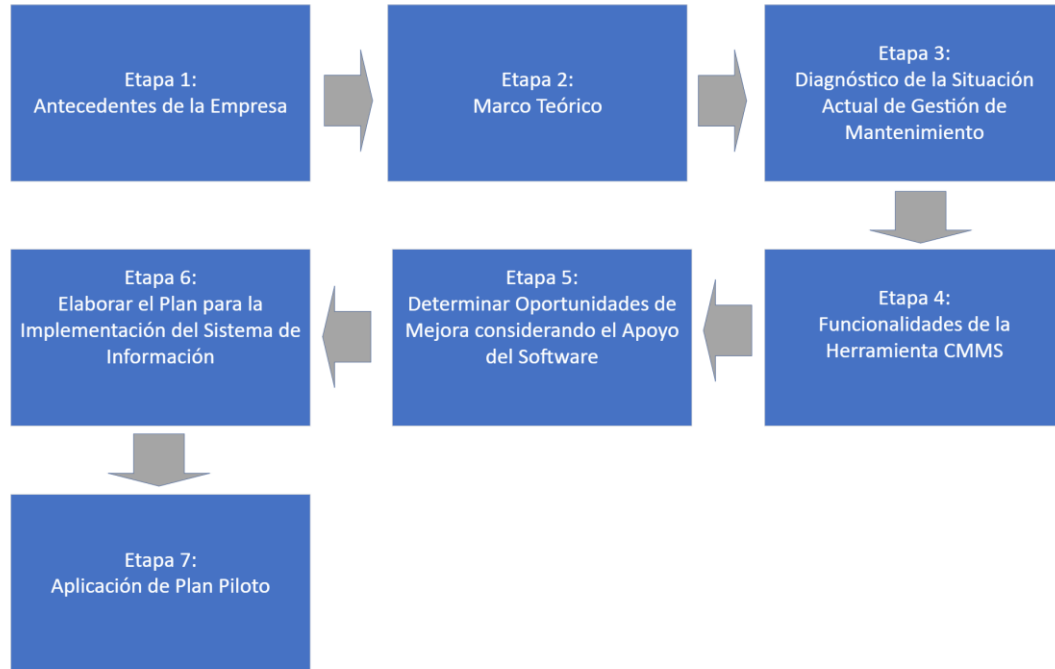 Etapa 1:
Antecedentes de la Empresa
Etapa 2:
Marco Teórico
Etapa 3:
Diagnóstico de la Situación
Actual de Gestión de
Mantenimiento
Etapa 4:
Funcionalidades de la
Herramienta CMMS
Etapa 5:
Determinar Oportunidades de
Mejora considerando el Apoyo
del Software
Etapa 6:
Elaborar el Plan para la
Implementación del Sistema de
Información
Etapa 7:
Aplicación de Plan Piloto